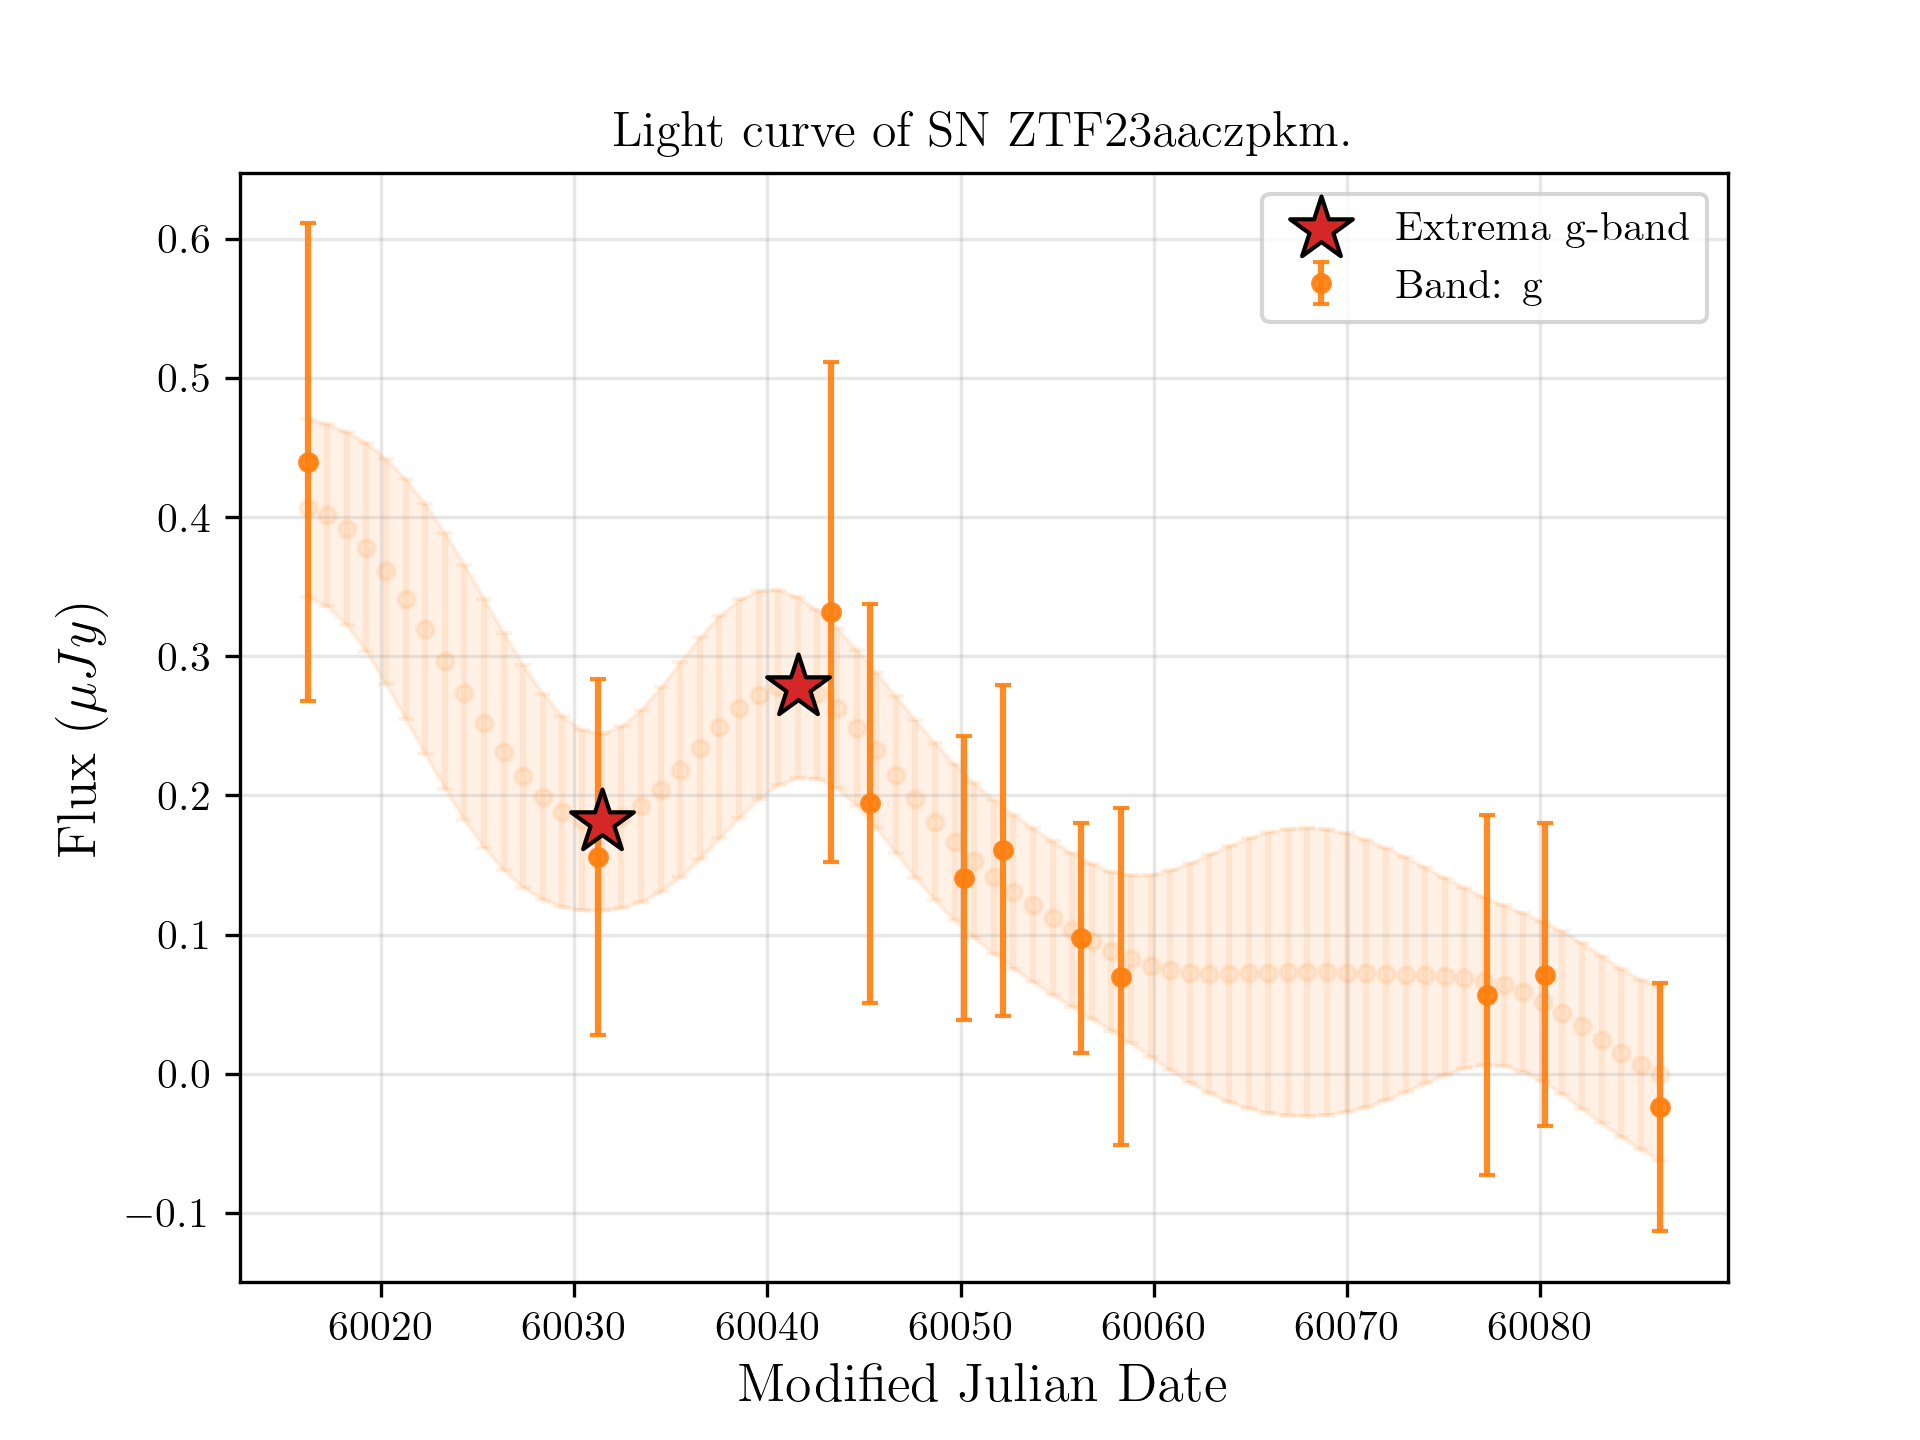 Light curve of SN ZTF23aaczpkm.
Extrema g-band
Band: g
0.6
0.5
0.4
0.3
0.2
0.1
0.0
−0.1
Flux (μJy)
60020 60030 60040 60050 60060 60070 60080
Modified Julian Date